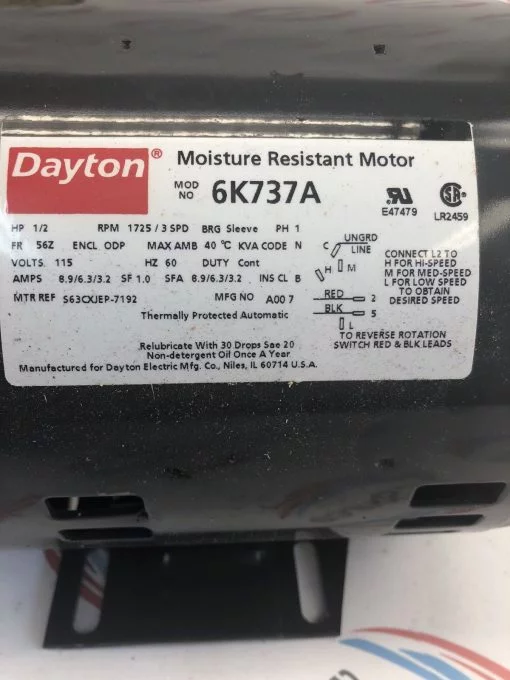 Dayton® Moisture Resistant Motor
MOD NO 6K737A
E47479 LR2459
HP 1/2 RPM 1725 / 3 SPD BRG Sleeve PH 1
FR 56Z ENCL ODP MAX AMB 40 °C KVA CODE N
VOLTS. 115 HZ 60 DUTY Cont
AMPS 8.9/6.3/3.2 SF 1.0 SFA 8.9/6.3/3.2 INS CL B
MTR REF S63CXJEP-7192 MFG NO A00 7
Thermally Protected Automatic
Relubricate With 30 Drops Sae 20
Non-detergent Oil Once A Year
Manufactured for Dayton Electric Mfg. Co., Niles, IL 60714 U.S.A.
UNGRD
C LINE
H M
RED 2
BLK 5
L
CONNECT L2 TO
H FOR HI-SPEED
M FOR MED-SPEED
L FOR LOW SPEED
TO OBTAIN
DESIRED SPEED
TO REVERSE ROTATION
SWITCH RED & BLK LEADS